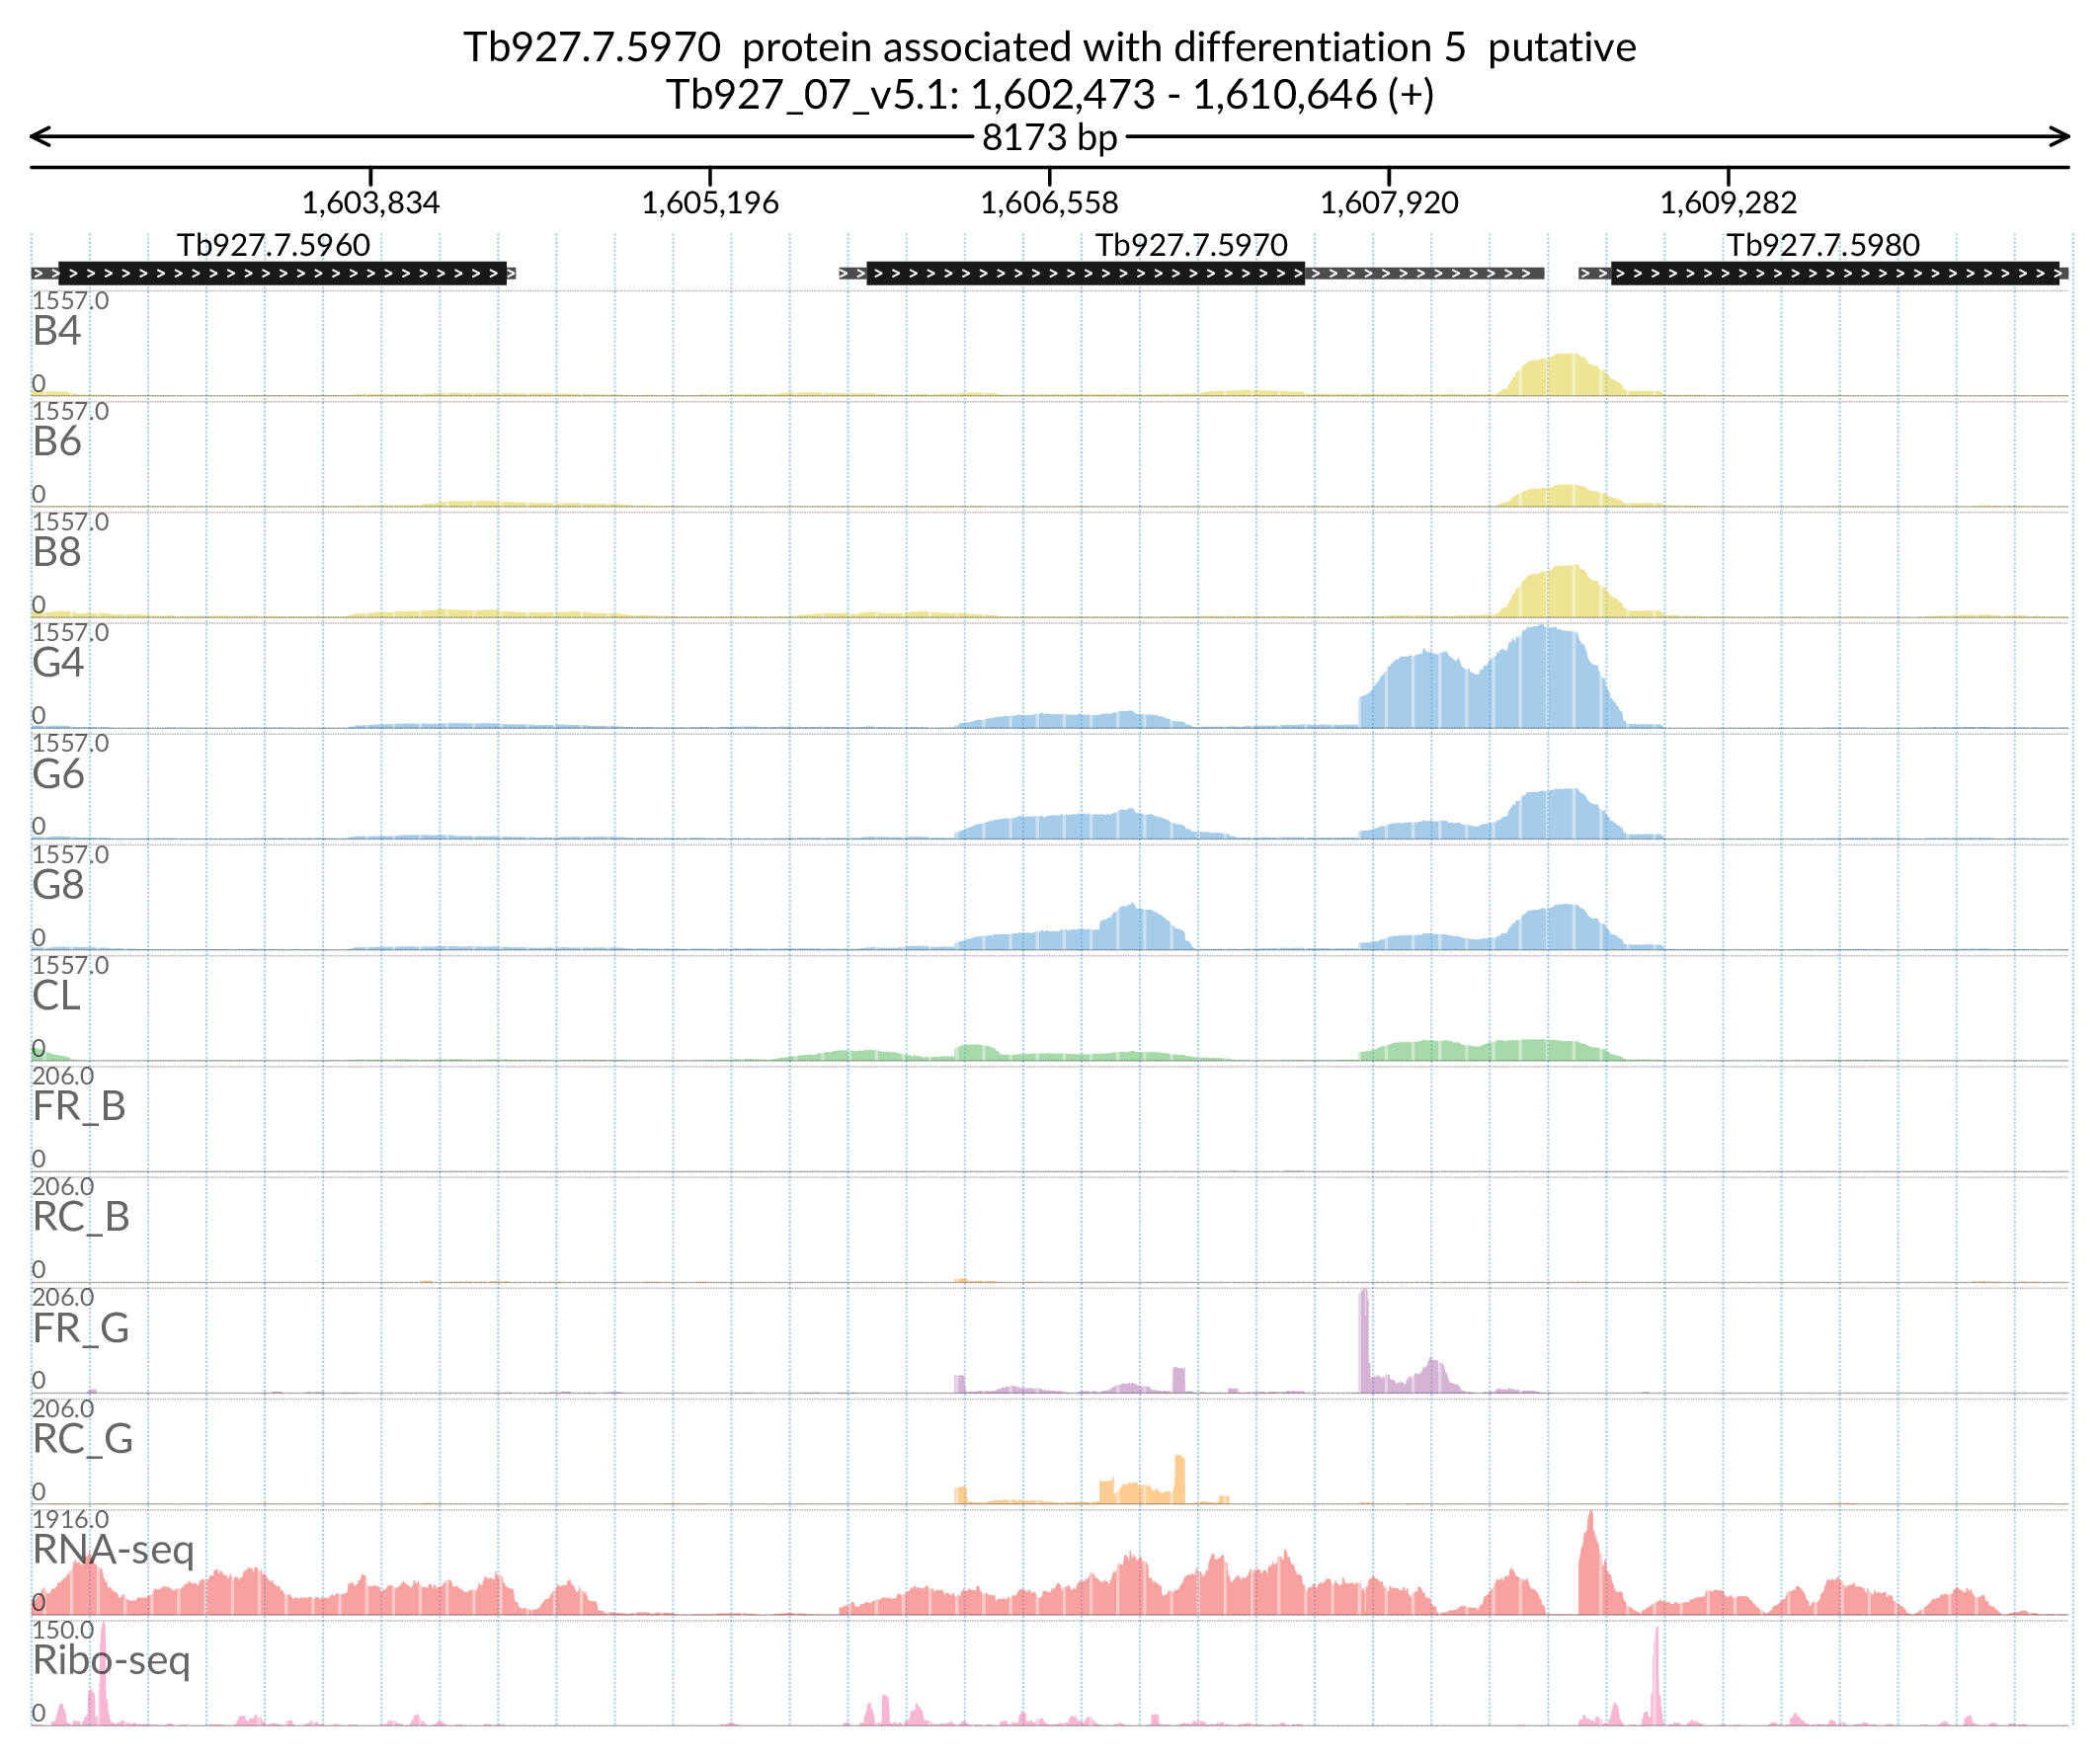 Tb927.7.5970 protein associated with differentiation 5 putative
Tb927_07_v5.1: 1,602,473 - 1,610,646 (+)
8173 bp
1,603,834 1,605,196 1,606,558 1,607,920 1,609,282
Tb927.7.5960 Tb927.7.5970 Tb927.7.5980
1557.0
B4
0
1557.0
B6
0
1557.0
B8
0
1557.0
G4
0
1557.0
G6
0
1557.0
G8
0
1557.0
CL
0
206.0
FR_B
0
206.0
RC_B
0
206.0
FR_G
0
206.0
RC_G
0
1916.0
RNA-seq
0
150.0
Ribo-seq
0